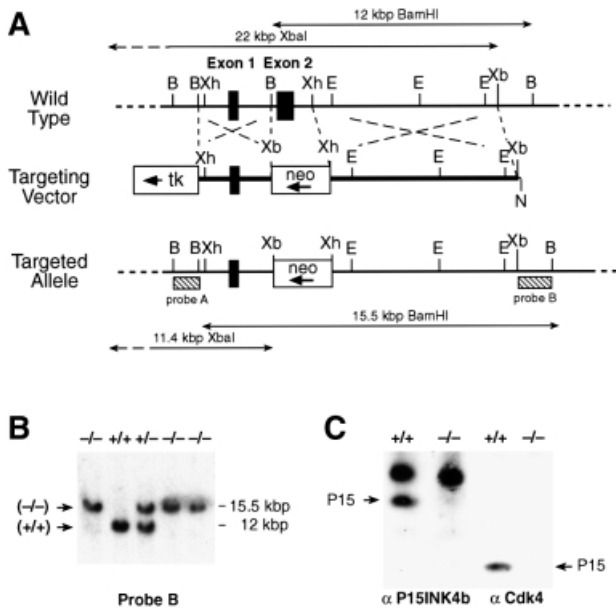 A
12 kbp BamHI
22 kbp XbaI
Exon 1 Exon 2
B BXh B Xh E E E Xb B
Wild Type
Xh Xb Xh E E E Xb
Targeting Vector
tk neo
N
Targeted Allele
B B Xh Xb Xh E E E Xb B
neo
probe A probe B
15.5 kbp BamHI
11.4 kbp XbaI
B
–/– +/+ +/– –/– –/–
(–/–) – 15.5 kbp
(+/+) – 12 kbp
Probe B
C
+/+ –/– +/+ –/–
P15
P15
α P15INK4b α Cdk4